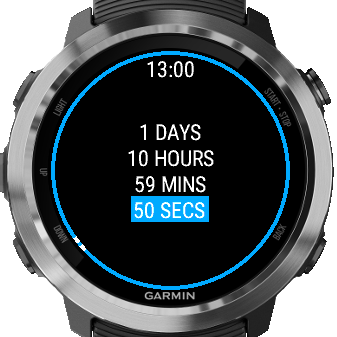 13:00
LIGHT
START · STOP
1 DAYS
10 HOURS
59 MINS
50 SECS
UP
DOWN
BACK
GARMIN